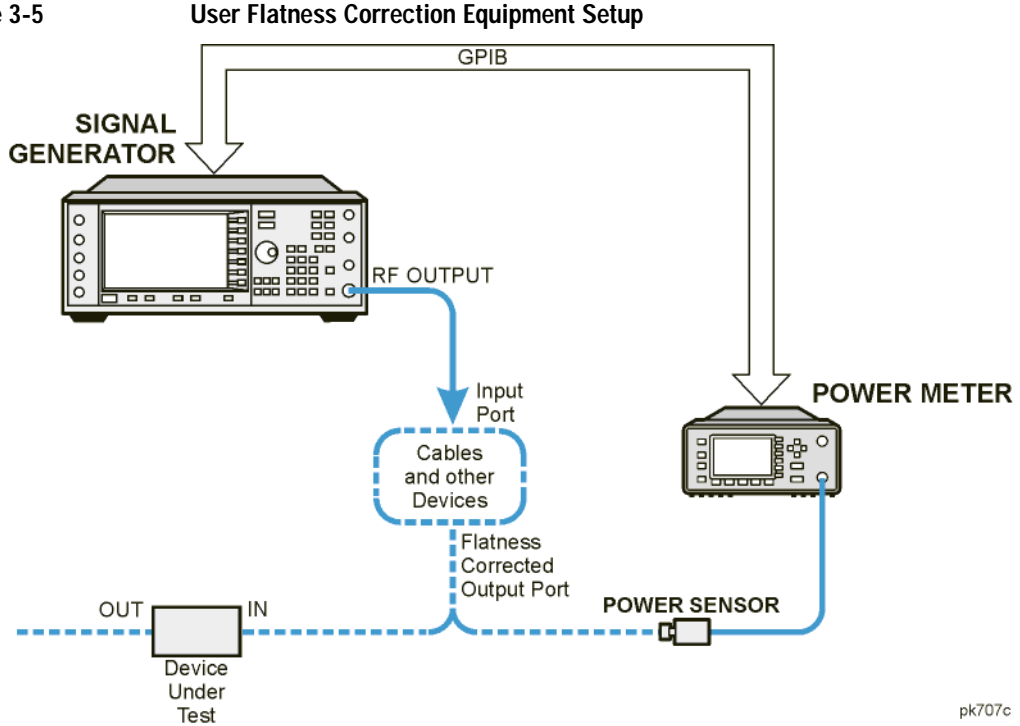 e 3-5
User Flatness Correction Equipment Setup
GPIB
SIGNAL
GENERATOR
RF OUTPUT
Input
Port
POWER METER
Cables
and other
Devices
Flatness
Corrected
Output Port
POWER SENSOR
OUT
IN
Device
Under
Test
pk707c